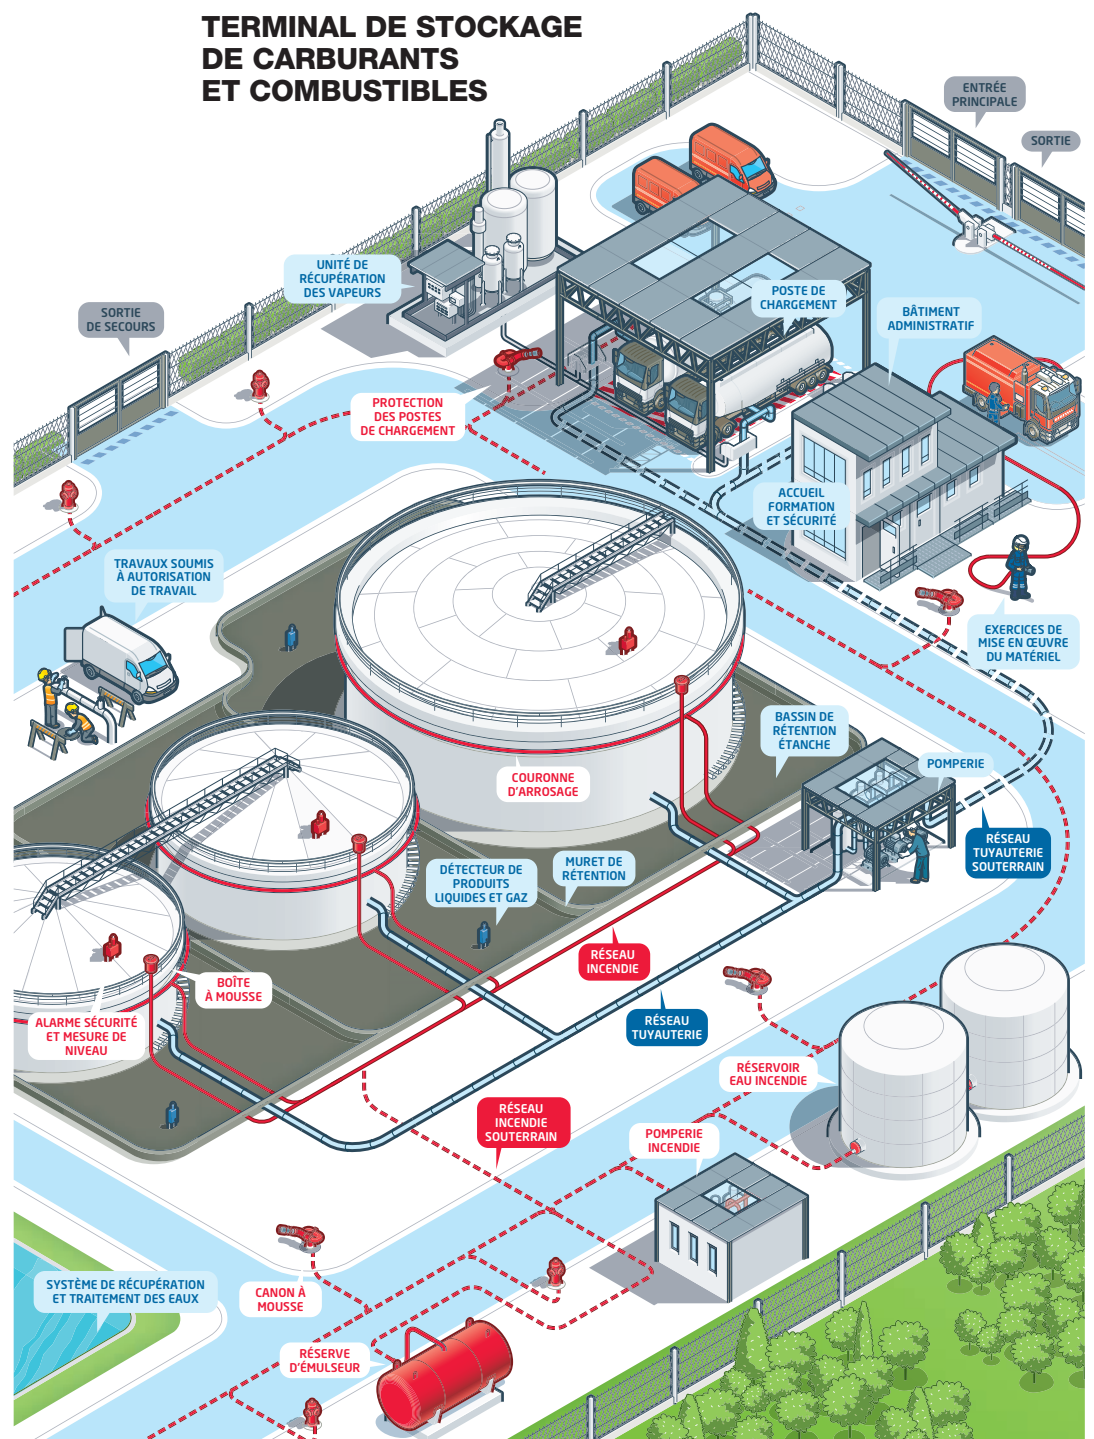 TERMINAL DE STOCKAGE
DE CARBURANTS
ET COMBUSTIBLES
ENTRÉE
PRINCIPALE
SORTIE
UNITÉ DE
RÉCUPÉRATION
DES VAPEURS
POSTE DE
CHARGEMENT
SORTIE
DE SECOURS
BÂTIMENT
ADMINISTRATIF
PROTECTION
DES POSTES
DE CHARGEMENT
ACCUEIL
FORMATION
ET SÉCURITÉ
TRAVAUX SOUMIS
À AUTORISATION
DE TRAVAIL
EXERCICES DE
MISE EN ŒUVRE
DU MATÉRIEL
BASSIN DE
RÉTENTION
ÉTANCHE
POMPERIE
COURONNE
D'ARROSAGE
RÉSEAU
TUYAUTERIE
SOUTERRAIN
DÉTECTEUR DE
PRODUITS
LIQUIDES ET GAZ
MURET DE
RÉTENTION
RÉSEAU
INCENDIE
BOÎTE
À MOUSSE
ALARME SÉCURITÉ
ET MESURE DE
NIVEAU
RÉSEAU
TUYAUTERIE
RÉSERVOIR
EAU INCENDIE
RÉSEAU
INCENDIE
SOUTERRAIN
POMPERIE
INCENDIE
SYSTÈME DE RÉCUPÉRATION
ET TRAITEMENT DES EAUX
CANON À
MOUSSE
RÉSERVE
D'ÉMULSEUR